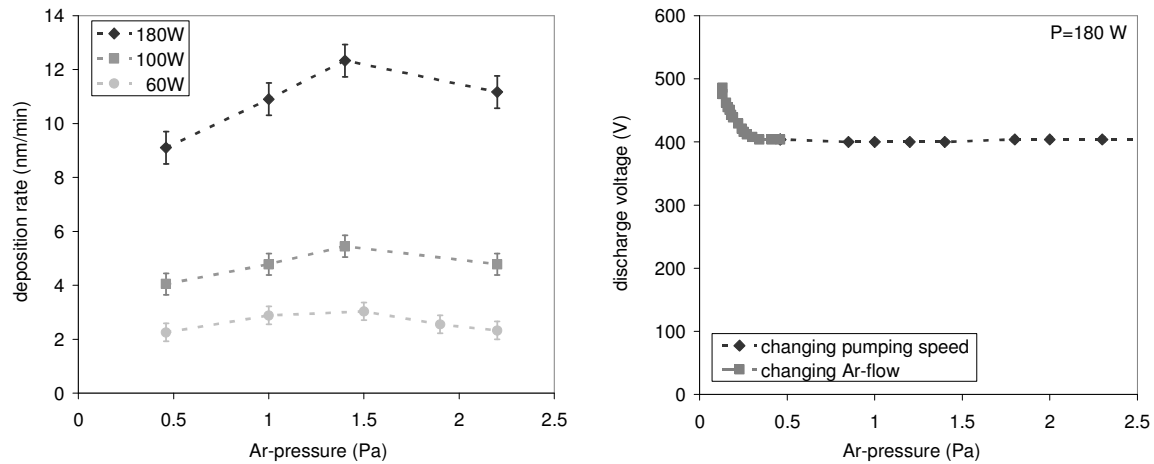 14
12
10
8
6
4
2
0
0
0.5
1
1.5
2
2.5
deposition rate (nm/min)
Ar-pressure (Pa)
180W
100W
60W
600
500
400
300
200
100
0
0
0.5
1
1.5
2
2.5
discharge voltage (V)
Ar-pressure (Pa)
P=180 W
changing pumping speed
changing Ar-flow